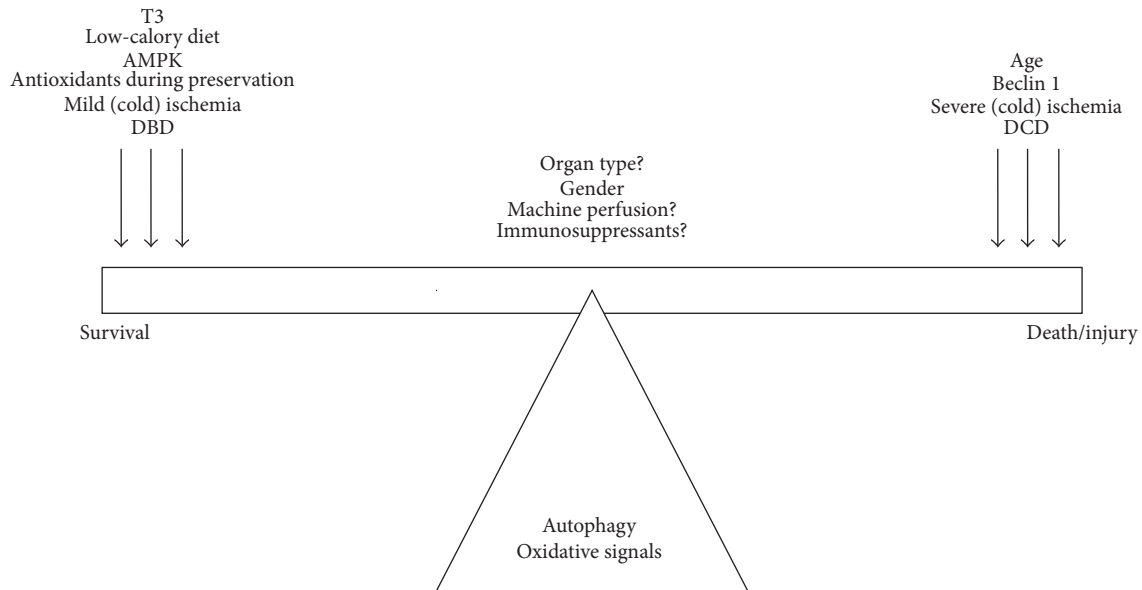 T3
Low-calory diet
AMPK
Antioxidants during preservation
Mild (cold) ischemia
DBD
Age
Beclin 1
Severe (cold) ischemia
DCD
Organ type?
Gender
Machine perfusion?
Immunosuppressants?
Survival
Death/injury
Autophagy
Oxidative signals